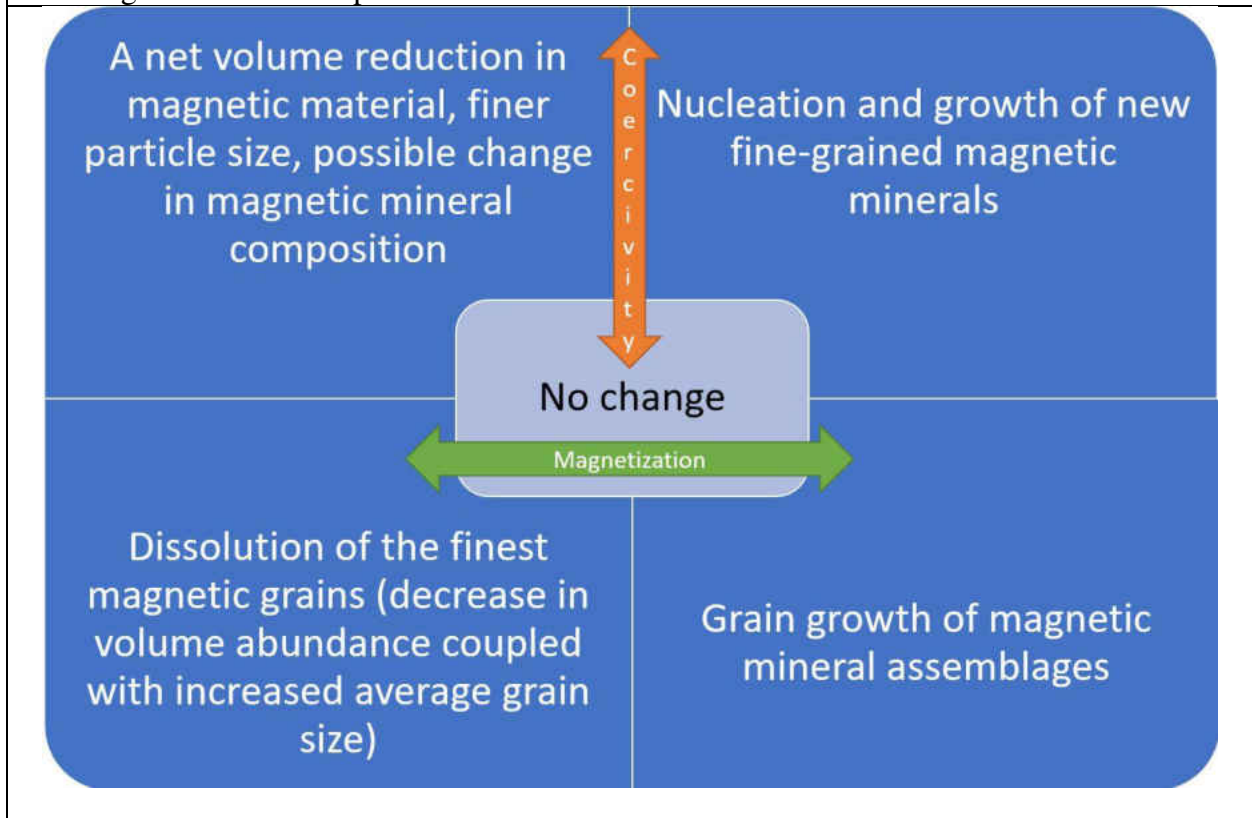 A net volume reduction in
magnetic material, finer
particle size, possible change
in magnetic mineral
composition
Coercivity
Nucleation and growth of new
fine-grained magnetic
minerals
No change
Magnetization
Dissolution of the finest
magnetic grains (decrease in
volume abundance coupled
with increased average grain
size)
Grain growth of magnetic
mineral assemblages